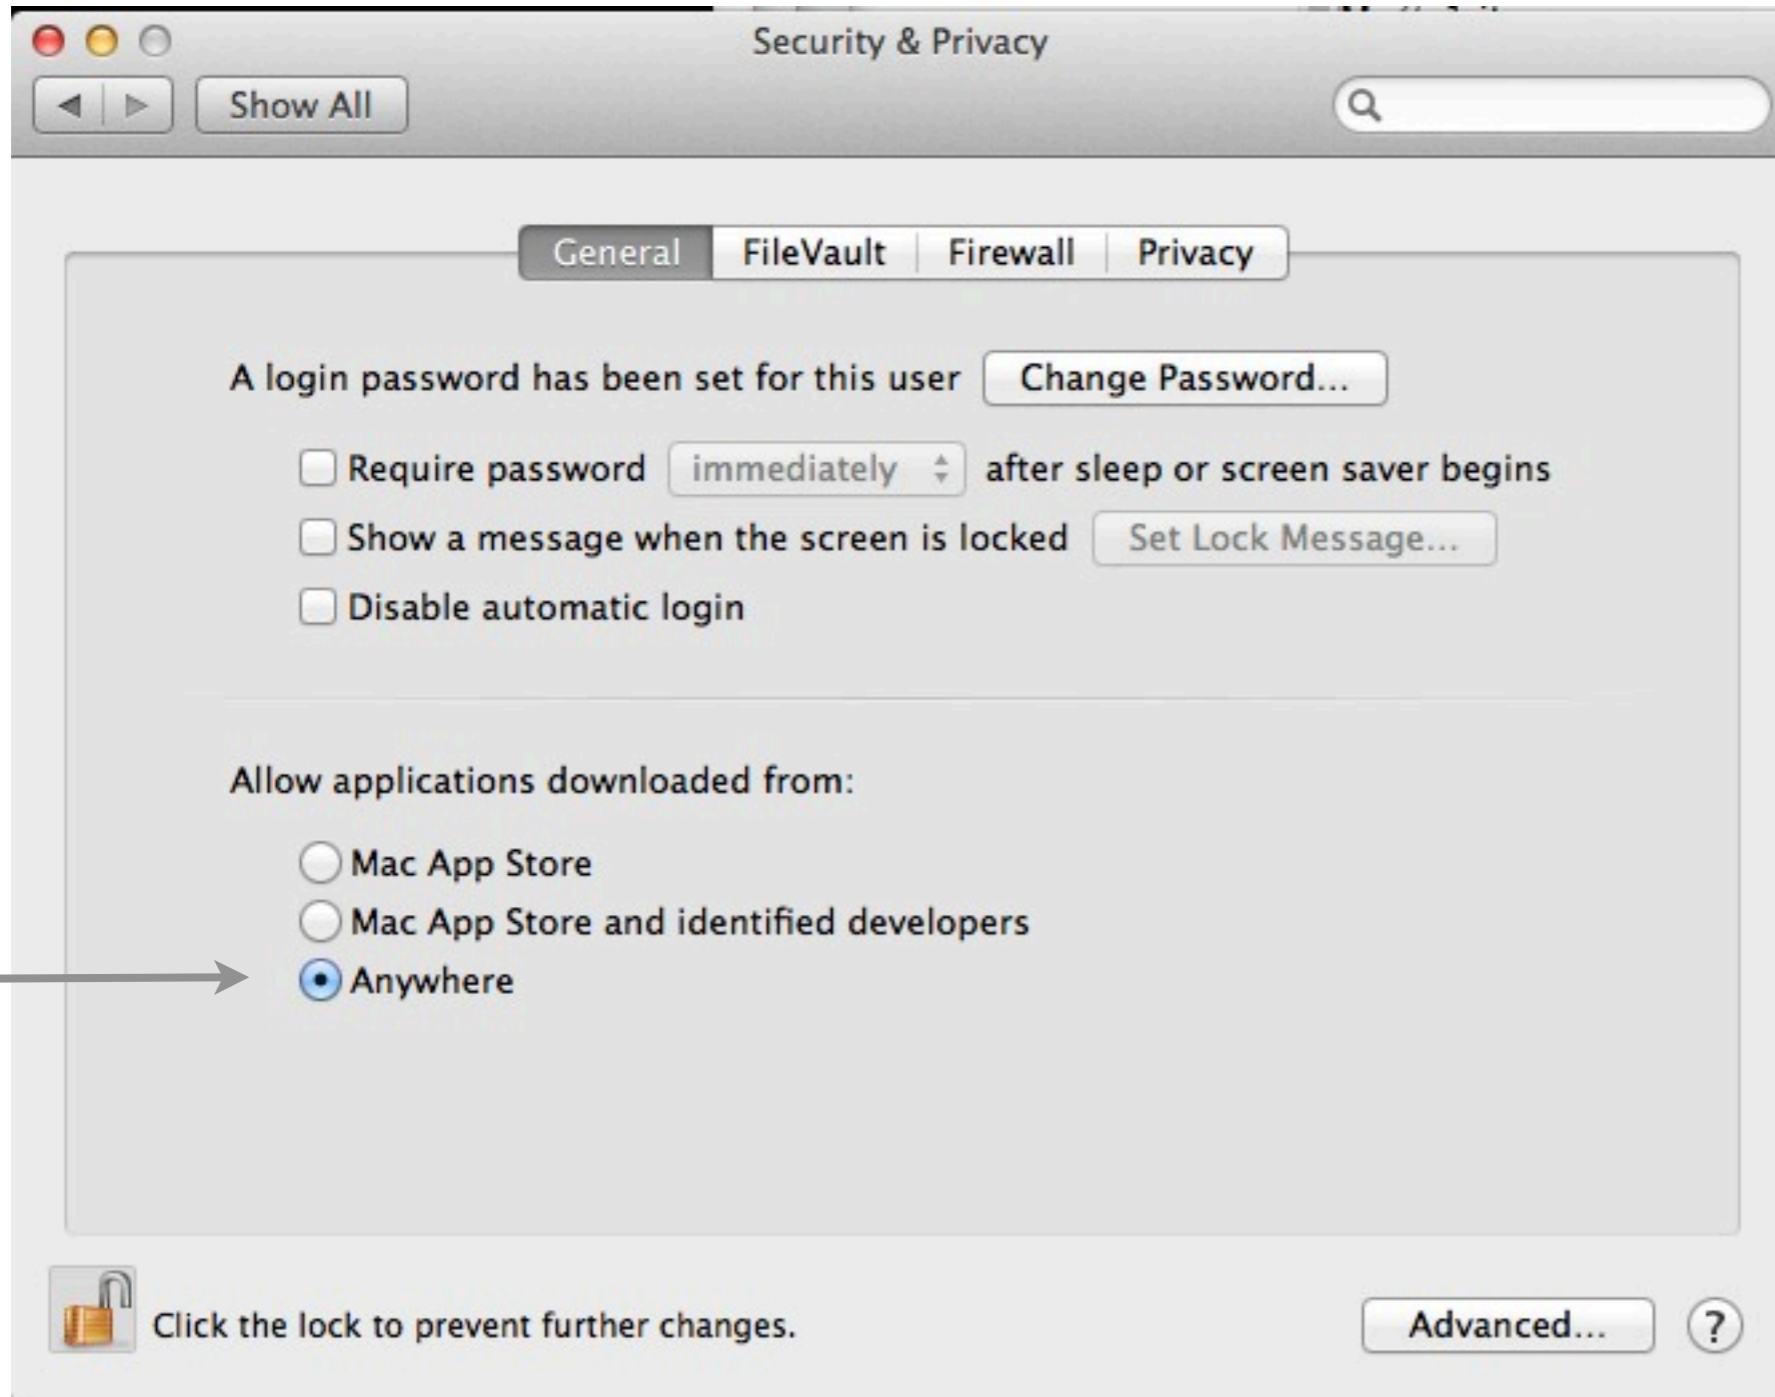 Security & Privacy
Show All
General FileVault Firewall Privacy
A login password has been set for this user Change Password...
Require password immediately after sleep or screen saver begins
Show a message when the screen is locked Set Lock Message...
Disable automatic login
Allow applications downloaded from:
Mac App Store
Mac App Store and identified developers
Anywhere
Click the lock to prevent further changes. Advanced... ?